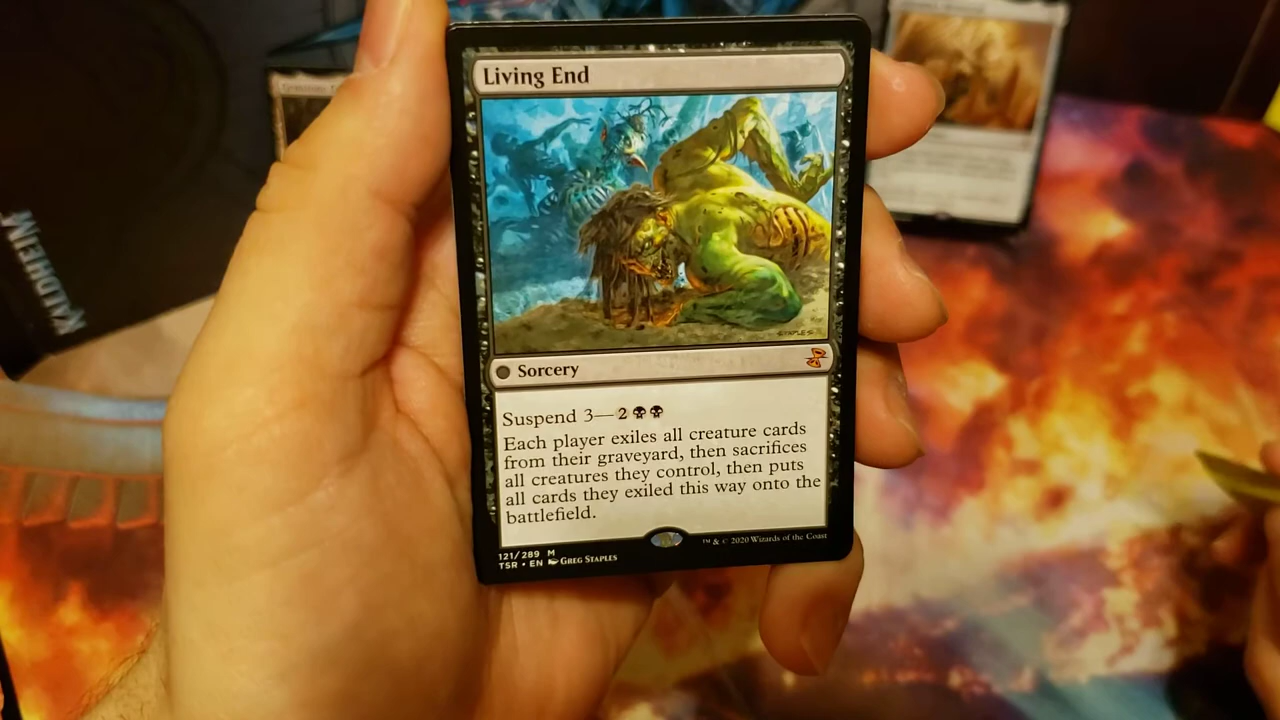 Living End
STAPLES
Sorcery
Suspend 3—2
Each player exiles all creature cards
from their graveyard, then sacrifices
all creatures they control, then puts
all cards they exiled this way onto the
battlefield.
121/289 M
TSR • EN GREG STAPLES
™ & © 2020 Wizards of the Coast
KALDHEIM